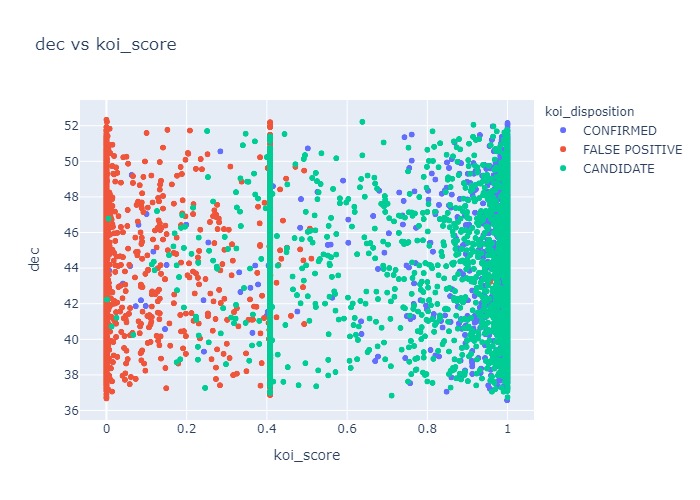 dec vs koi_score
koi_disposition
CONFIRMED
FALSE POSITIVE
CANDIDATE
dec
52
50
48
46
44
42
40
38
36
0
0.2
0.4
0.6
0.8
1
koi_score